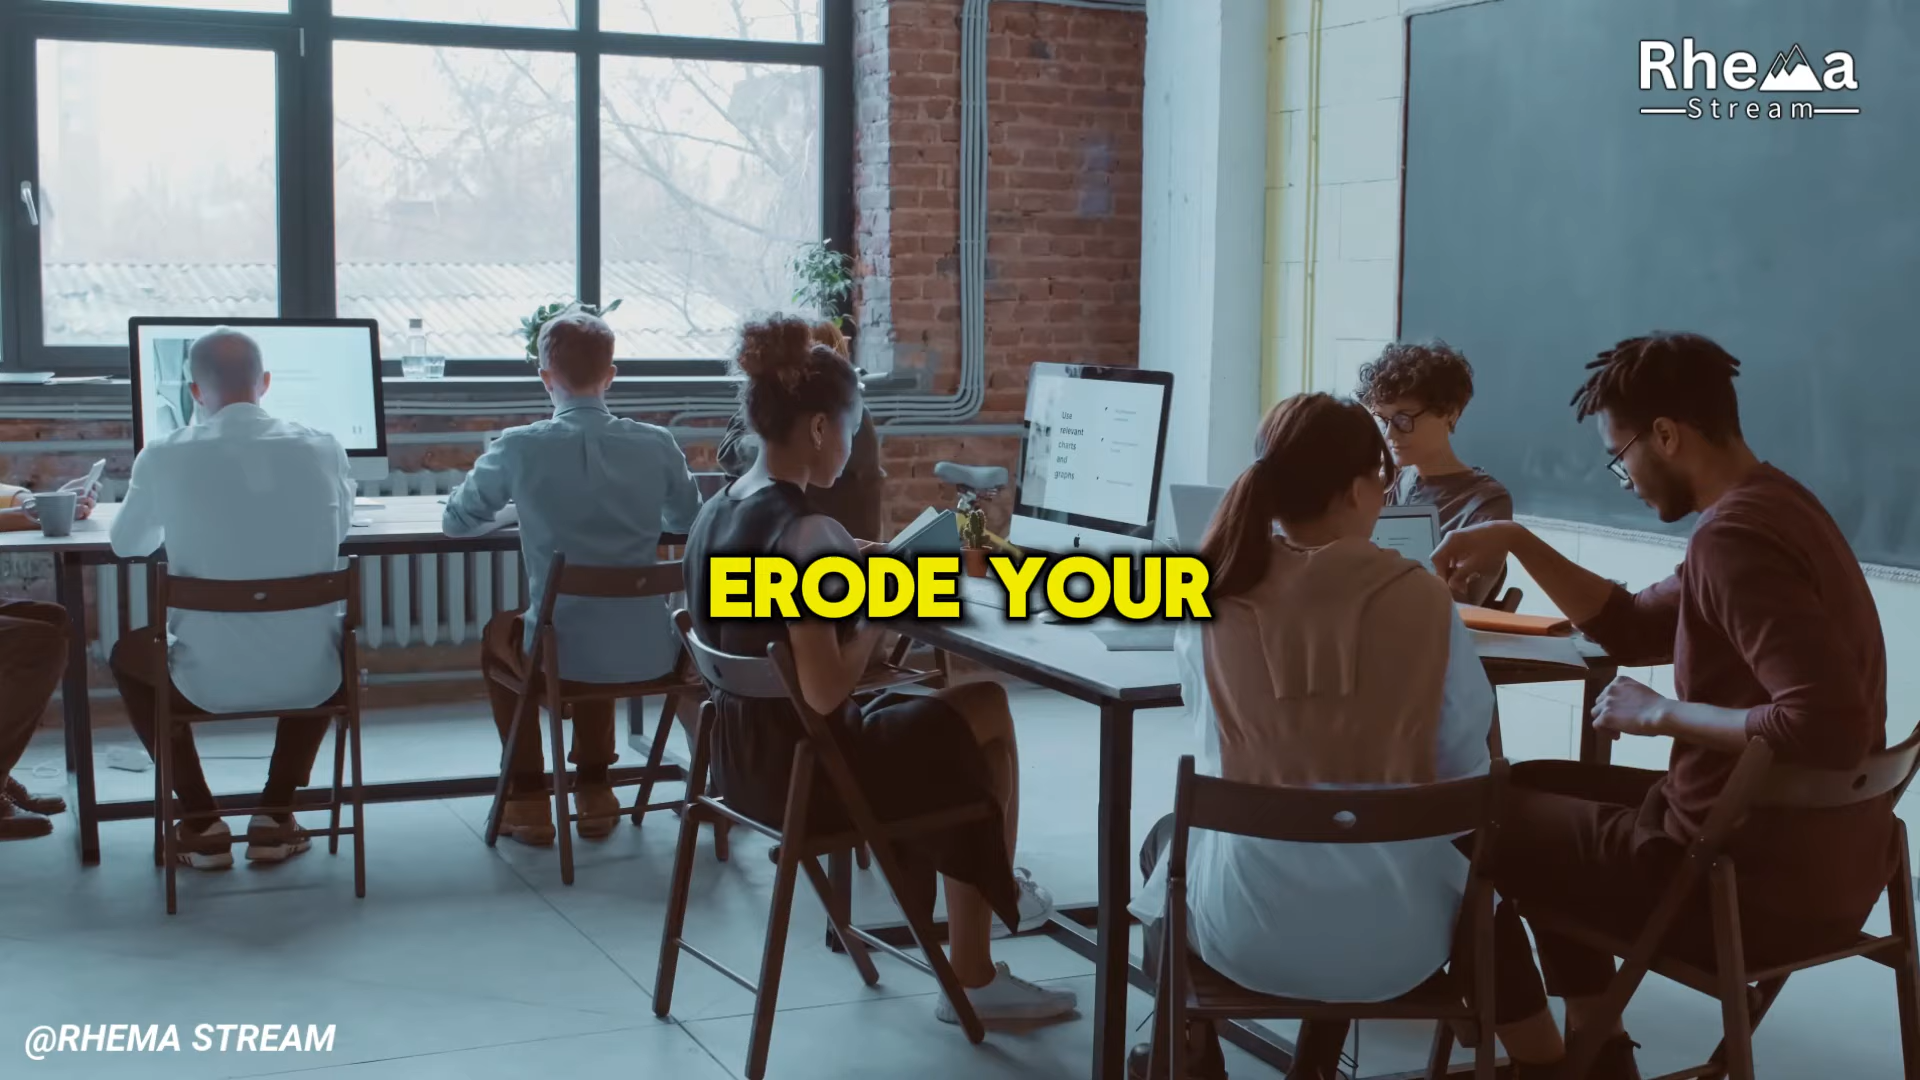 Rhema
Stream
Use
relevant
charts
and
graphs
ERODE YOUR
@RHEMA STREAM